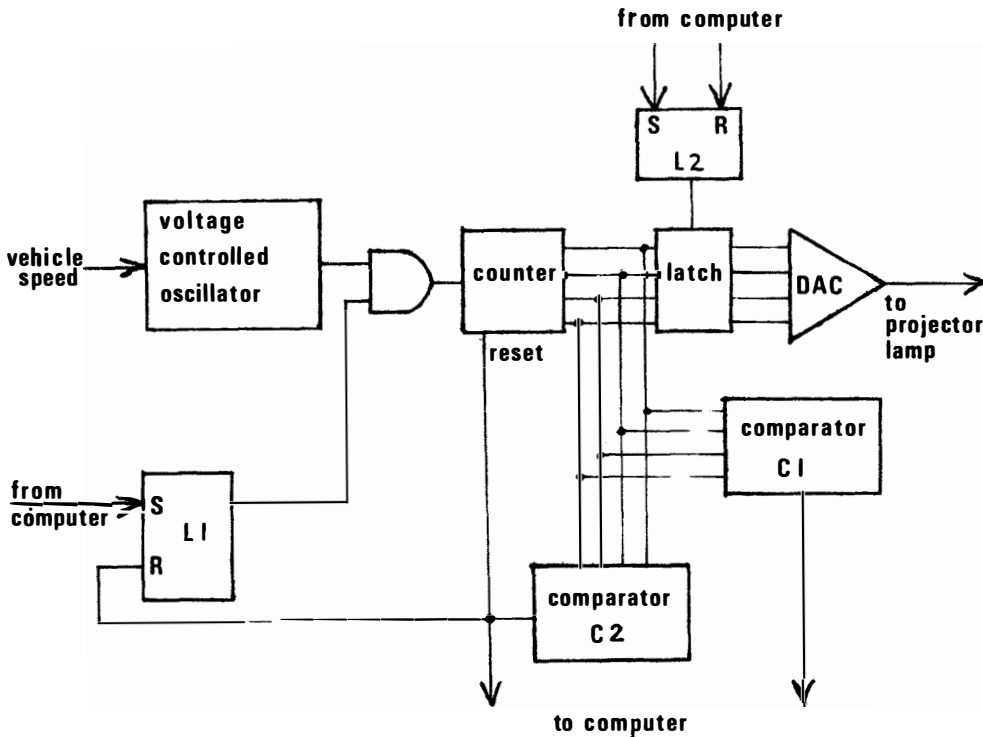 from computer
S R
L2
voltage
controlled
oscillator
vehicle
speed
counter
latch
DAC
to
projector
lamp
reset
comparator
C1
from
computer
S
L1
R
comparator
C2
to computer